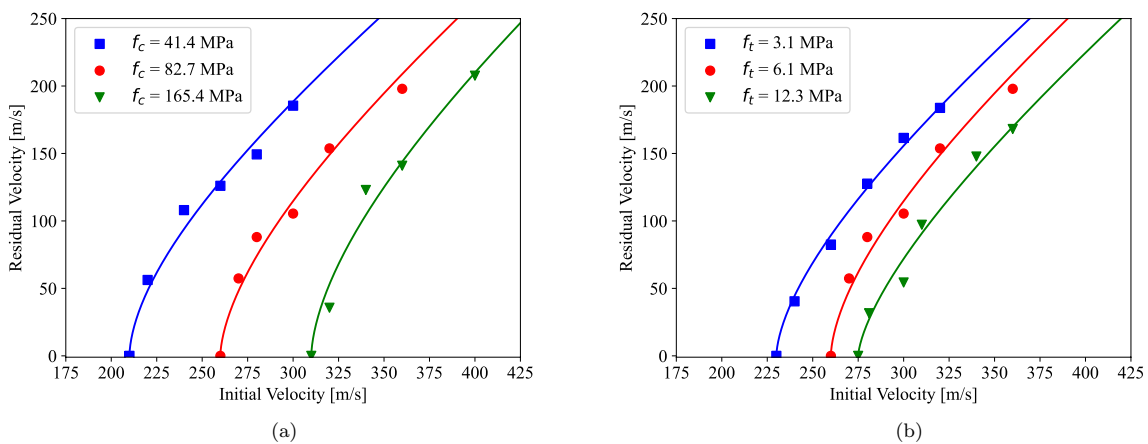 250
200
150
100
50
0
Residual Velocity [m/s]
f_c = 41.4 MPa
f_c = 82.7 MPa
f_c = 165.4 MPa
175 200 225 250 275 300 325 350 375 400 425
Initial Velocity [m/s]
(a)
250
200
150
100
50
0
Residual Velocity [m/s]
f_t = 3.1 MPa
f_t = 6.1 MPa
f_t = 12.3 MPa
175 200 225 250 275 300 325 350 375 400 425
Initial Velocity [m/s]
(b)